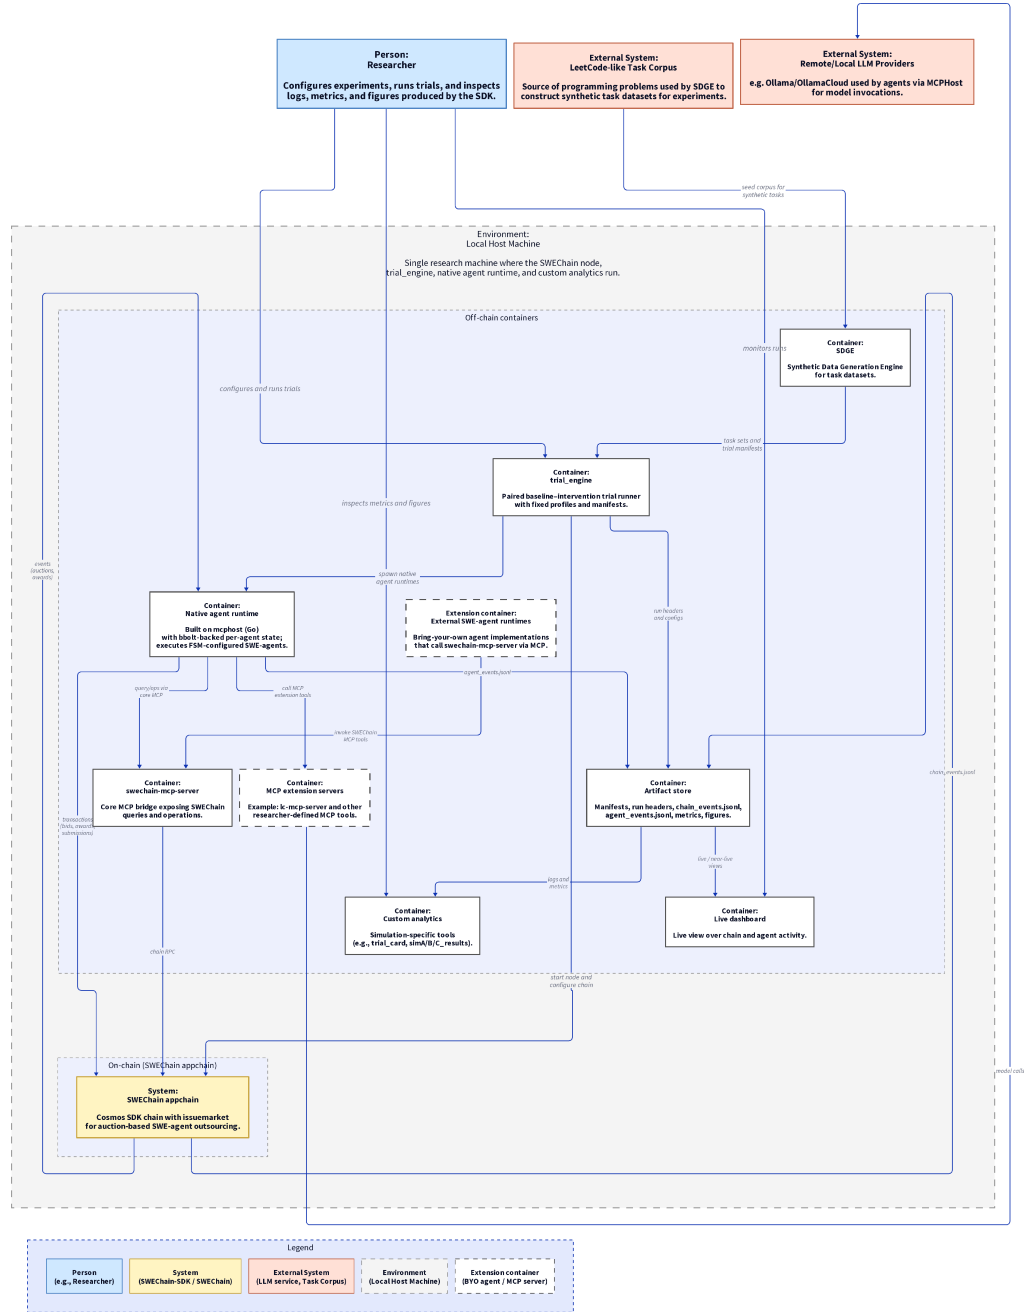 Person:
Researcher
Configures experiments, runs trials, and inspects
logs, metrics, and figures produced by the SDK.
External System:
LeetCode-like Task Corpus
Source of programming problems used by SDGE to
construct synthetic task datasets for experiments.
External System:
Remote/Local LLM Providers
e.g. Ollama/OllamaCloud used by agents via MCPHost
for model invocations.
seed corpus for
synthetic tasks
Environment:
Local Host Machine
Single research machine where the SWEChain node,
trial_engine, native agent runtime, and custom analytics run.
Off-chain containers
Container:
SDGE
Synthetic Data Generation Engine
for task datasets.
monitors runs
configures and runs trials
task sets and
trial manifests
Container:
trial_engine
Paired baseline–intervention trial runner
with fixed profiles and manifests.
inspects metrics and figures
events
(auctions,
awards)
spawn native
agent runtimes
Container:
Native agent runtime
Built on mcphost (Go)
with bbolt-backed per-agent state;
executes FSM-configured SWE-agents.
Extension container:
External SWE-agent runtimes
Bring-your-own agent implementations
that call swechain-mcp-server via MCP.
run headers
and configs
agent_events.jsonl
query/ops via
core MCP
call MCP
extension tools
invoke SWEChain
MCP tools
Container:
swechain-mcp-server
Core MCP bridge exposing SWEChain
queries and operations.
Container:
MCP extension servers
Example: lc-mcp-server and other
researcher-defined MCP tools.
Container:
Artifact store
Manifests, run headers, chain_events.jsonl,
agent_events.jsonl, metrics, figures.
chain_events.jsonl
transactions
(bids, awards,
submissions)
live / near-live
views
logs and
metrics
Container:
Custom analytics
Simulation-specific tools
(e.g., trial_card, simA/B/C_results).
Container:
Live dashboard
Live view over chain and agent activity.
chain RPC
start node and
configure chain
On-chain (SWEChain appchain)
System:
SWEChain appchain
Cosmos SDK chain with issuemarket
for auction-based SWE-agent outsourcing.
model calls
Legend
Person
(e.g., Researcher)
System
(SWEChain-SDK / SWEChain)
External System
(LLM service, Task Corpus)
Environment
(Local Host Machine)
Extension container
(BYO agent / MCP server)